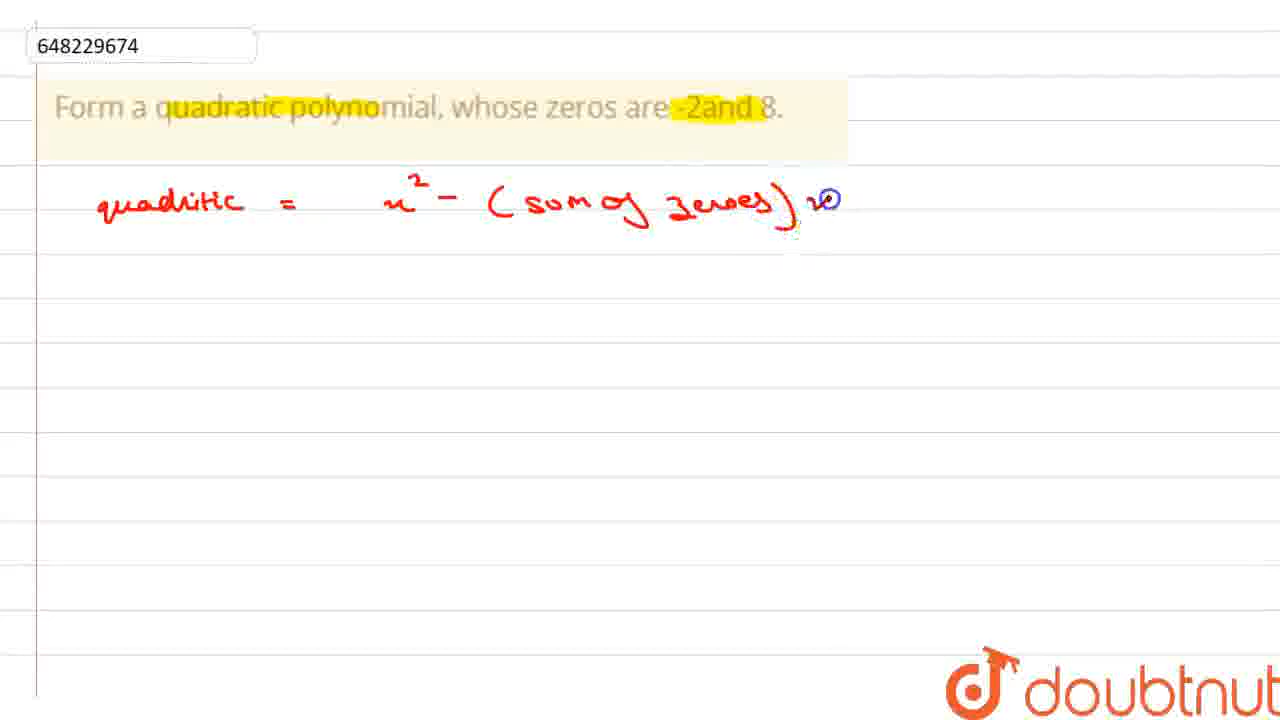 648229674
Form a quadratic polynomial, whose zeros are -2and 8.
quadritic = x² - (sum of zeroes) x
doubtnut